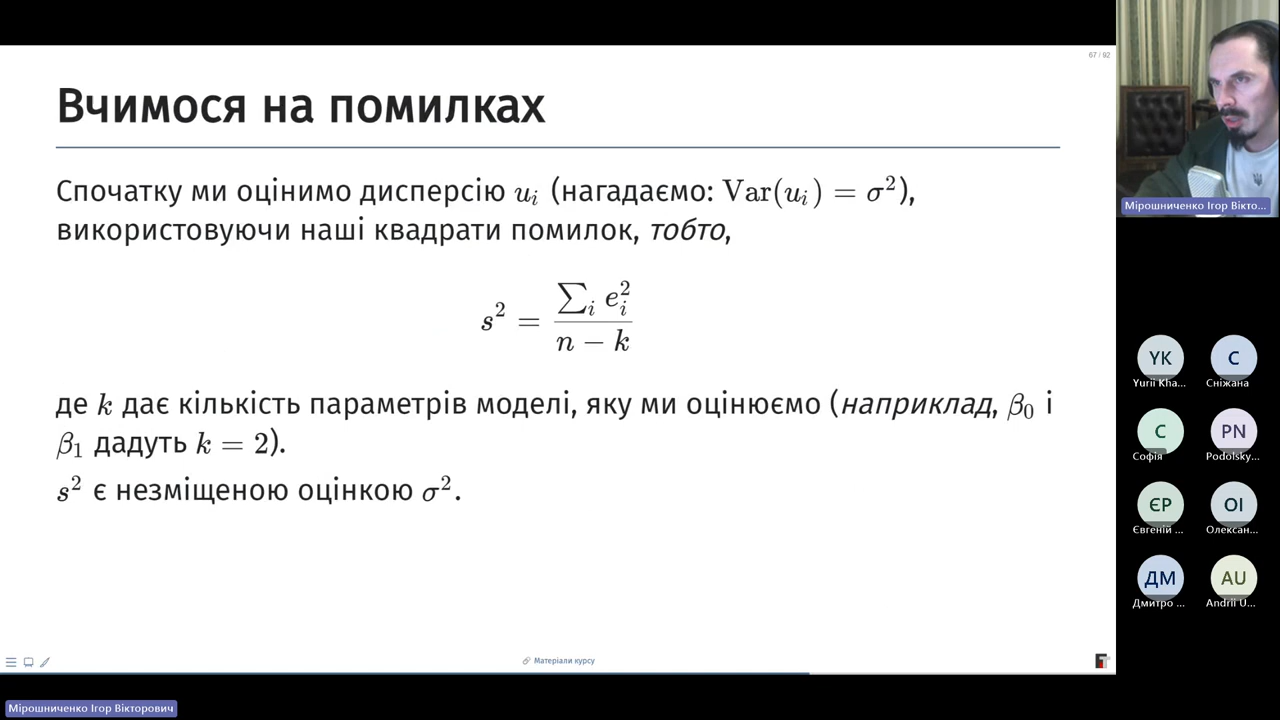 67 / 92
Вчимося на помилках
Спочатку ми оцінимо дисперсію u_i (нагадаємо: Var(u_i) = σ²),
використовуючи наші квадрати помилок, тобто,
s² = ∑_i e_i² / (n − k)
де k дає кількість параметрів моделі, яку ми оцінюємо (наприклад, β₀ і
β₁ дадуть k = 2).
s² є незміщеною оцінкою σ².
Матеріали курсу
Мірошниченко Ігор Вікторович
Мірошниченко Ігор Вікто...
YK
C
Yurii Kha...
Сніжана
С
PN
Софія
Podolsky...
ЄР
OI
Євгеній ...
Олексан...
ДМ
AU
Дмитро ...
Andrii U...